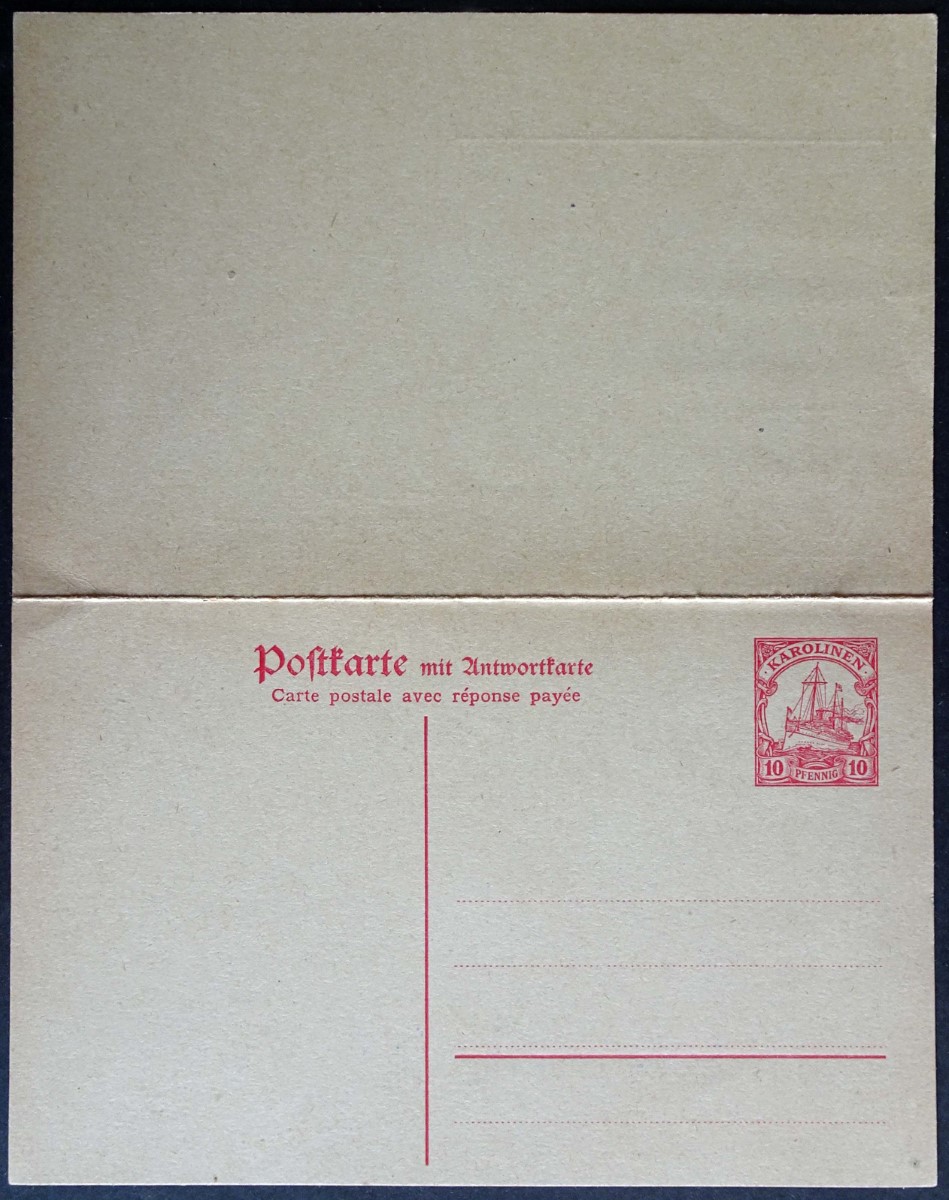 Poſtkarte mit Antwortkarte
Carte postale avec réponse payée
KAROLINEN
10 PFENNIG 10